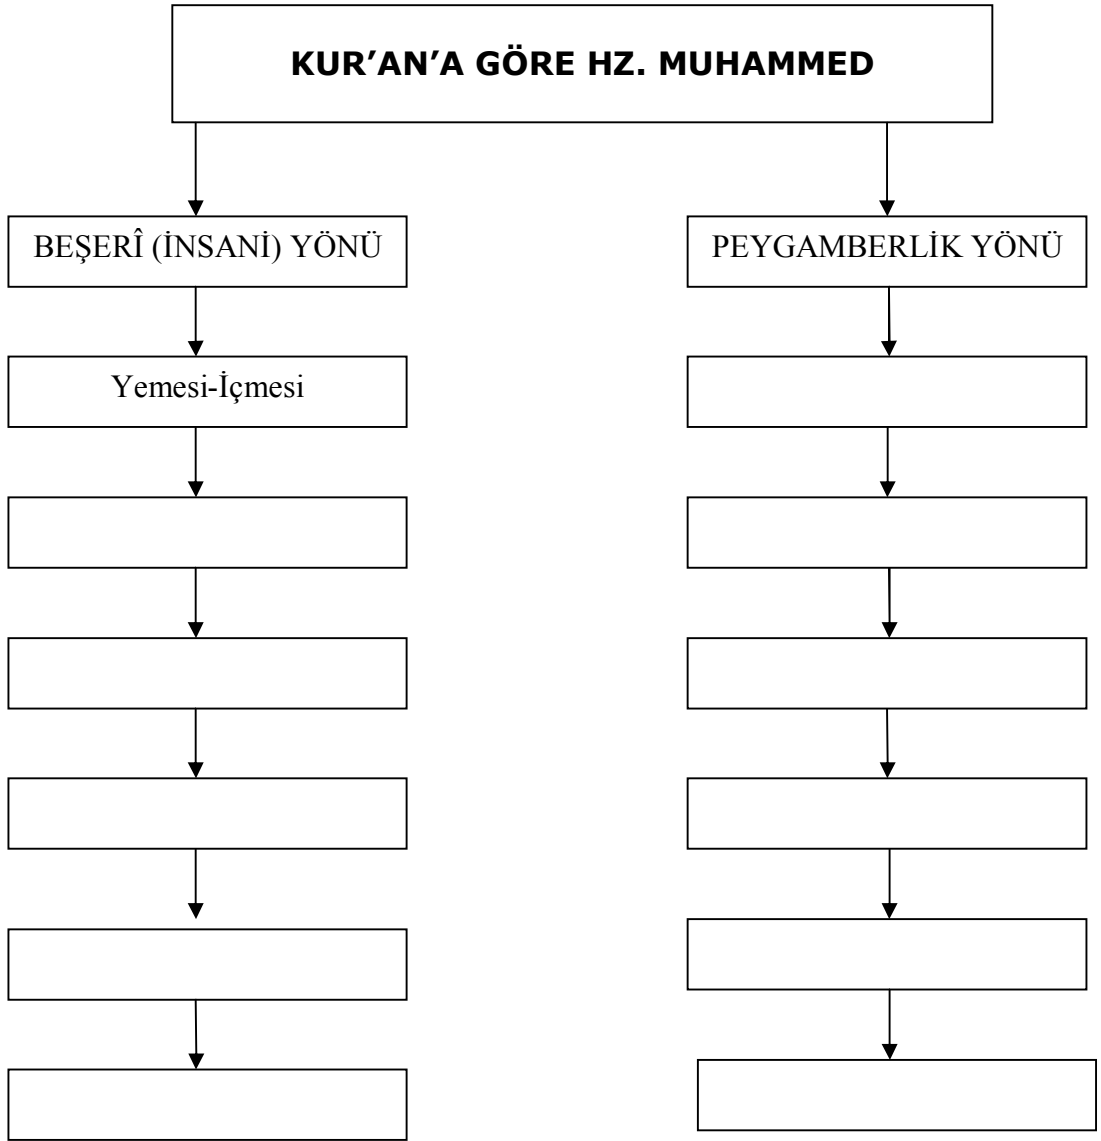 KUR’AN’A GÖRE HZ. MUHAMMED
BEŞERÎ (İNSANİ) YÖNÜ
PEYGAMBERLİK YÖNÜ
Yemesi-İçmesi